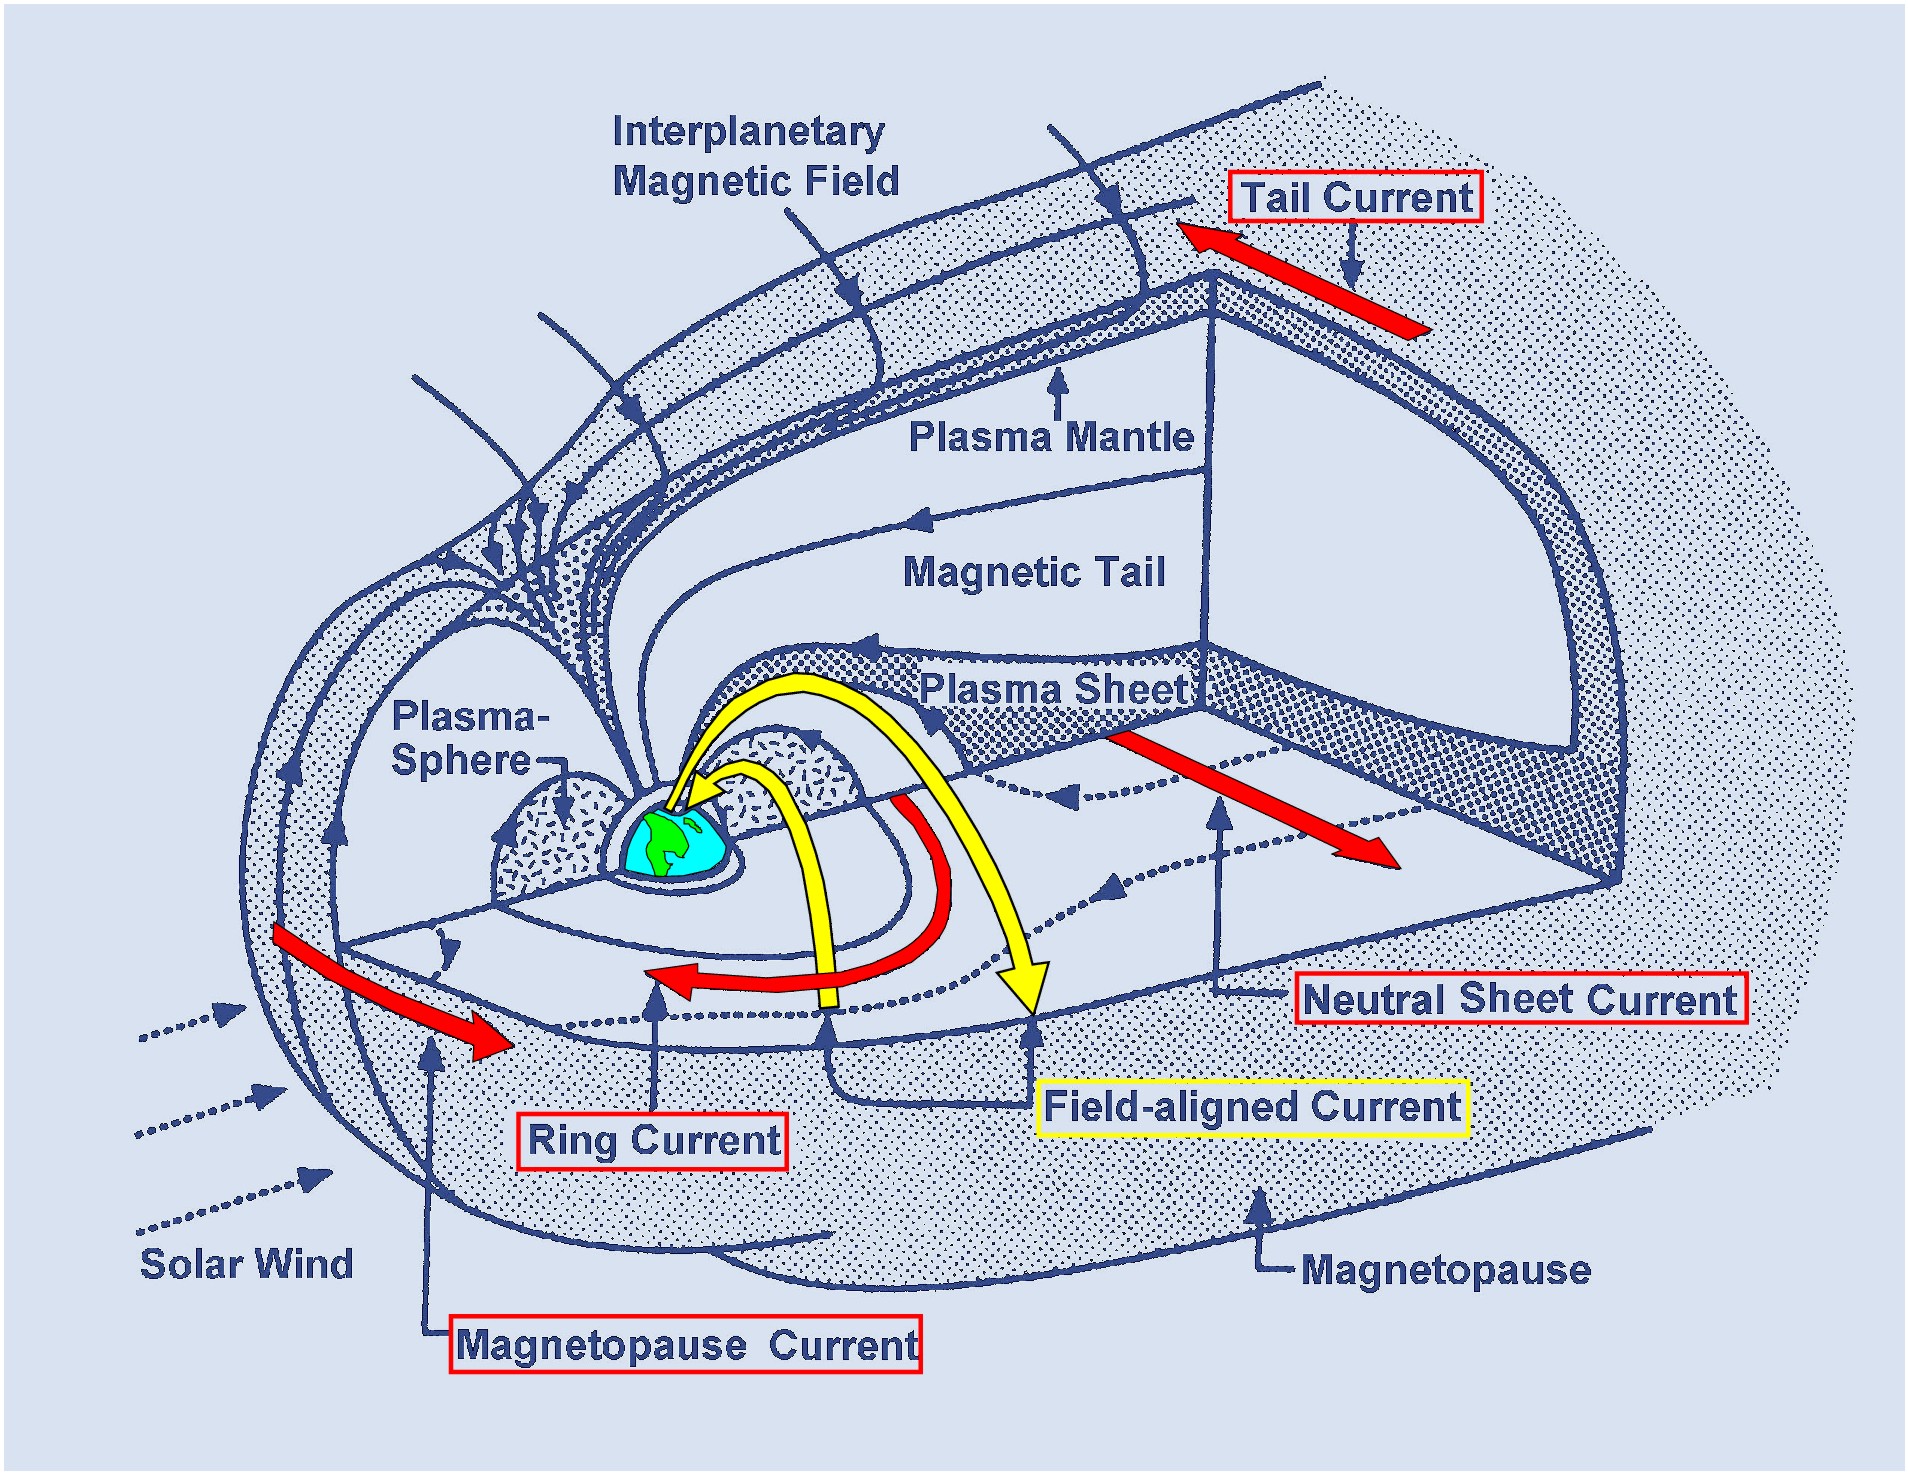 Interplanetary
Magnetic Field
Tail Current
Plasma Mantle
Magnetic Tail
Plasma Sheet
Plasma-
Sphere
Neutral Sheet Current
Field-aligned Current
Ring Current
Solar Wind
Magnetopause
Magnetopause Current